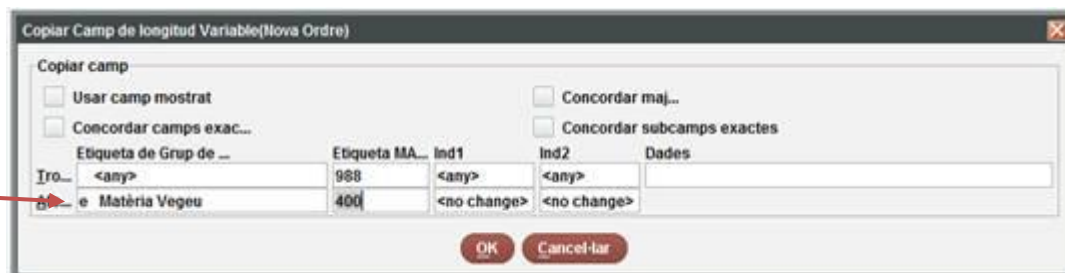 Copiar Camp de longitud Variable(Nova Ordre)
Copiar camp
Usar camp mostrat Concordar maj...
Concordar camps exac... Concordar subcamps exactes
Etiqueta de Grup de ... Etiqueta MA... Ind1 Ind2 Dades
Tro... <any> 988 <any> <any>
e Matèria Vegeu 400 <no change> <no change>
OK Cancel·lar